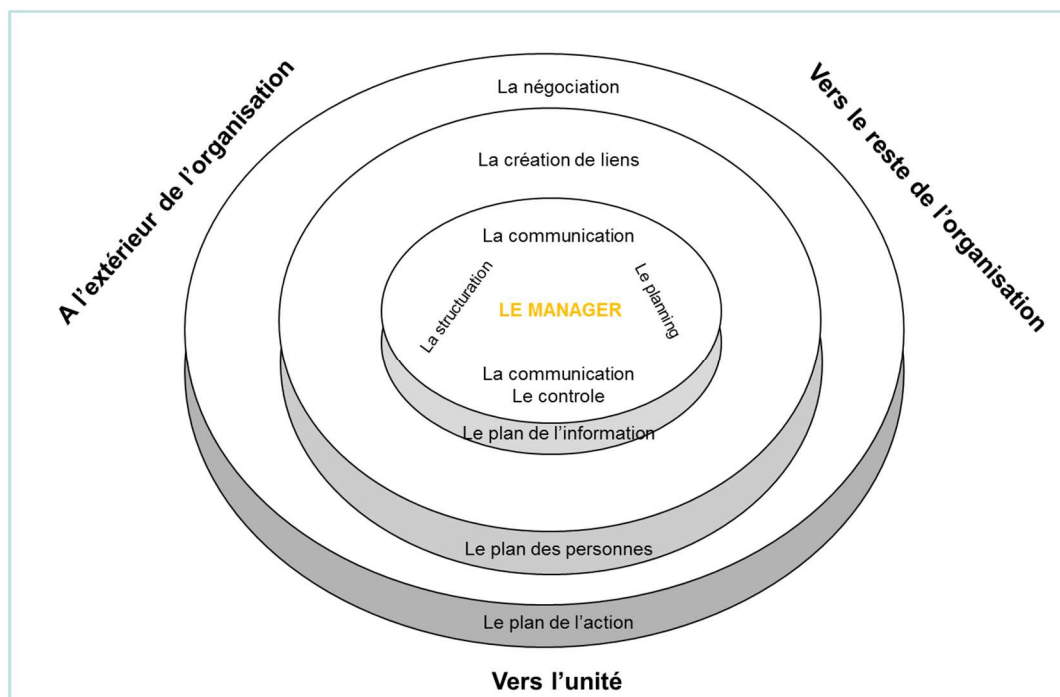 La négociation
A l’extérieur de l’organisation
Vers le reste de l’organisation
La création de liens
La communication
La structuration
Le planning
LE MANAGER
La communication
Le controle
Le plan de l’information
Le plan des personnes
Le plan de l’action
Vers l’unité